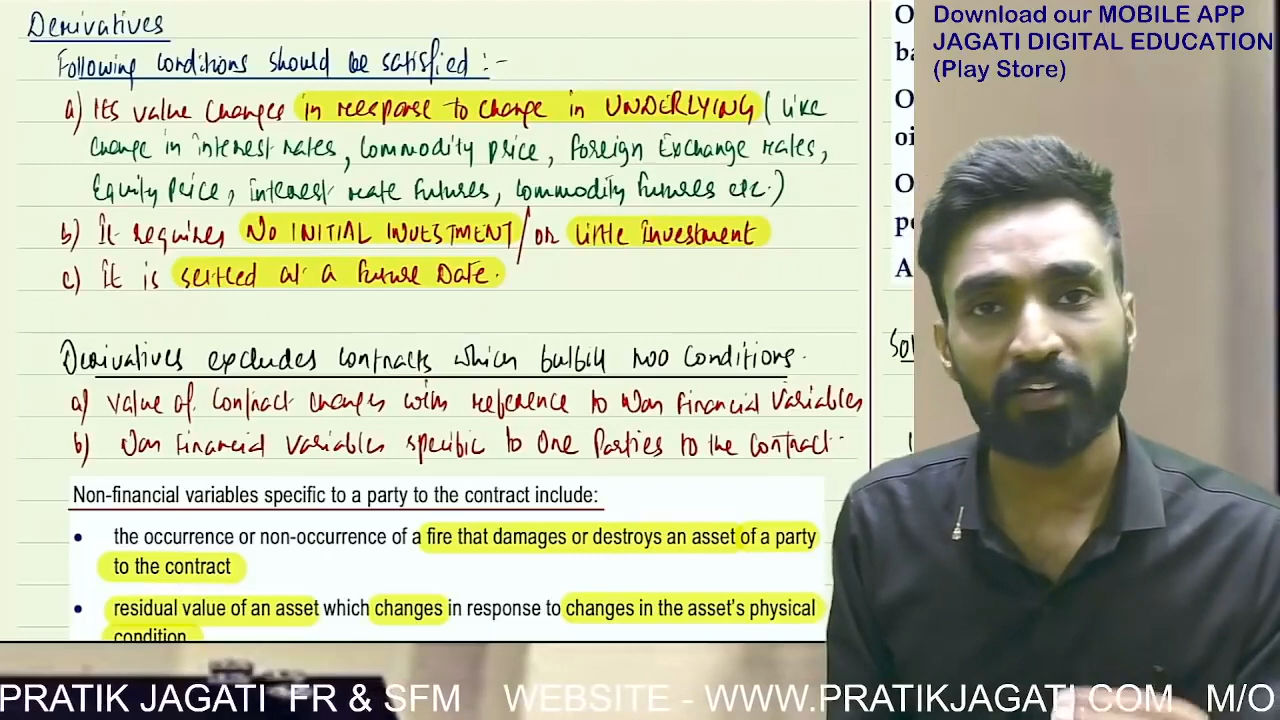 Derivatives
Following conditions should be satisfied :-
a) Its value changes in response to change in UNDERLYING (Like
change in interest rates, Commodity price, Foreign Exchange rates,
Equity Price, Interest rate Futures, Commodity Futures etc.)
b) It requires NO INITIAL INVESTMENT / or Little Investment
c) It is settled at a Future Date.
Derivatives excludes contracts which fulfill two Conditions.
a) Value of Contract changes with reference to Non Financial Variables
b) Non Financial Variables specific to One Parties to the Contract.
Non-financial variables specific to a party to the contract include:
• the occurrence or non-occurrence of a fire that damages or destroys an asset of a party
to the contract
• residual value of an asset which changes in response to changes in the asset's physical
condition
Download our MOBILE APP
JAGATI DIGITAL EDUCATION
(Play Store)
PRATIK JAGATI FR & SFM WEBSITE - WWW.PRATIKJAGATI.COM M/O